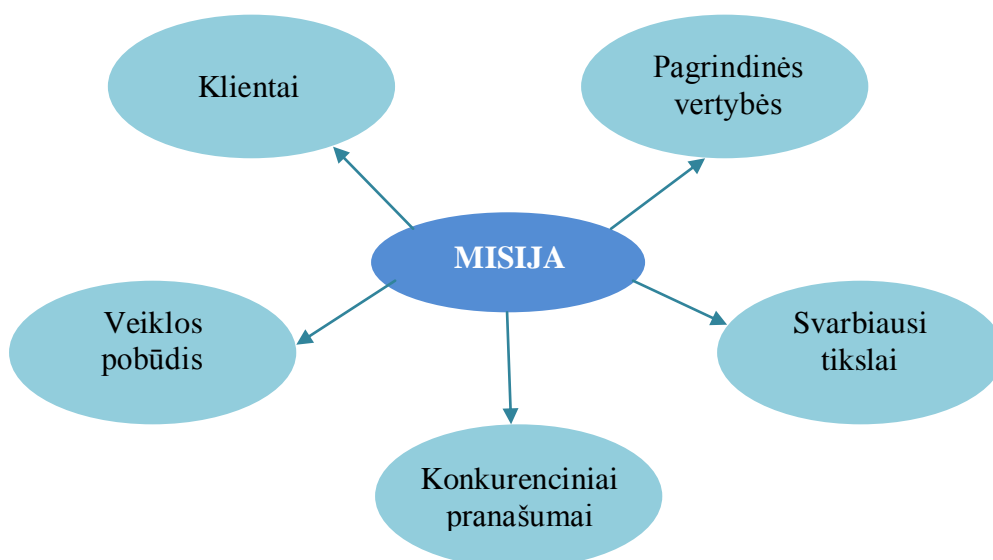 Klientai
Pagrindinės
vertybės
MISIJA
Veiklos
pobūdis
Svarbiausi
tikslai
Konkurenciniai
pranašumai